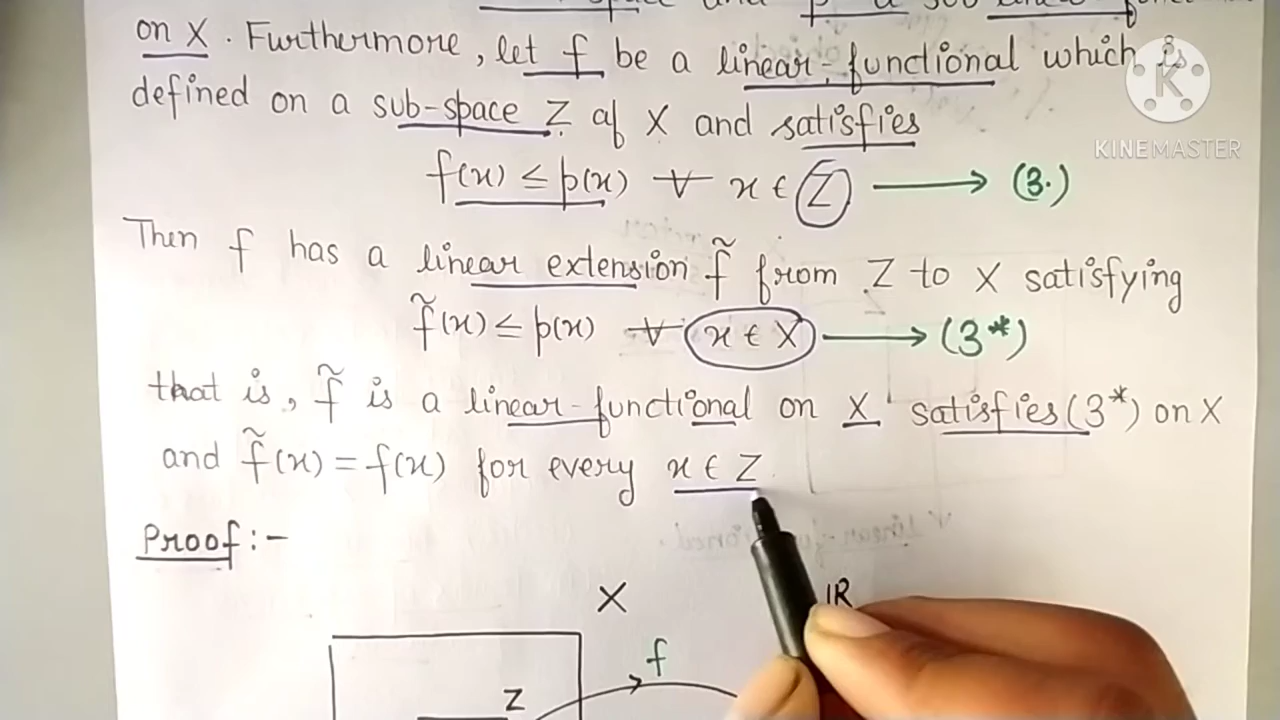 on X. Furthermore, let f be a linear-functional which is
defined on a sub-space Z of X and satisfies
f(x) ≤ p(x) ∀ x ∈ Z ⟶ (3.)
Then f has a linear extension f̃ from Z to X satisfying
f̃(x) ≤ p(x) ∀ x ∈ X ⟶ (3*)
that is, f̃ is a linear-functional on X satisfies (3*) on X
and f̃(x) = f(x) for every x ∈ Z.
Proof:-
X
IR
f
Z
K
KINEMASTER